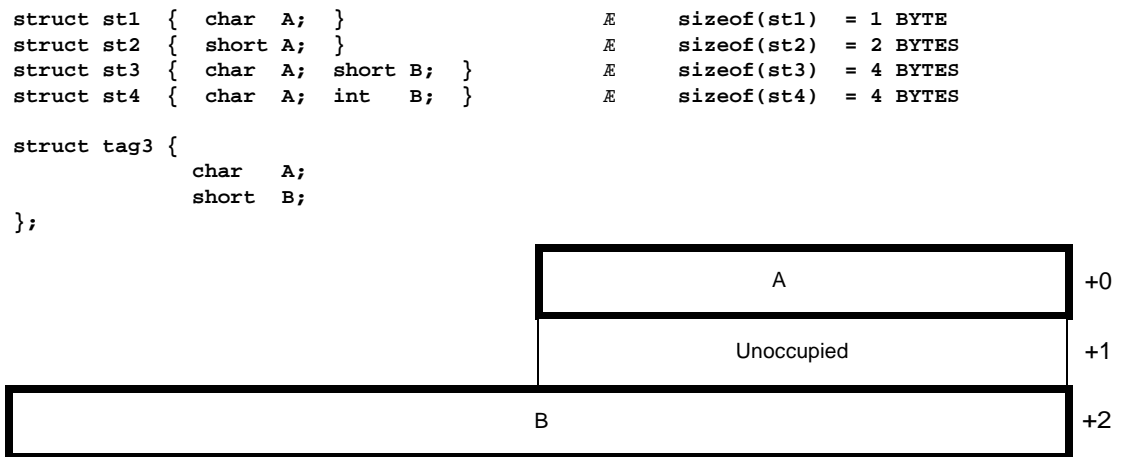 struct st1 { char A; } Æ sizeof(st1) = 1 BYTE
struct st2 { short A; } Æ sizeof(st2) = 2 BYTES
struct st3 { char A; short B; } Æ sizeof(st3) = 4 BYTES
struct st4 { char A; int B; } Æ sizeof(st4) = 4 BYTES
struct tag3 {
char A;
short B;
};
A +0
Unoccupied +1
B +2